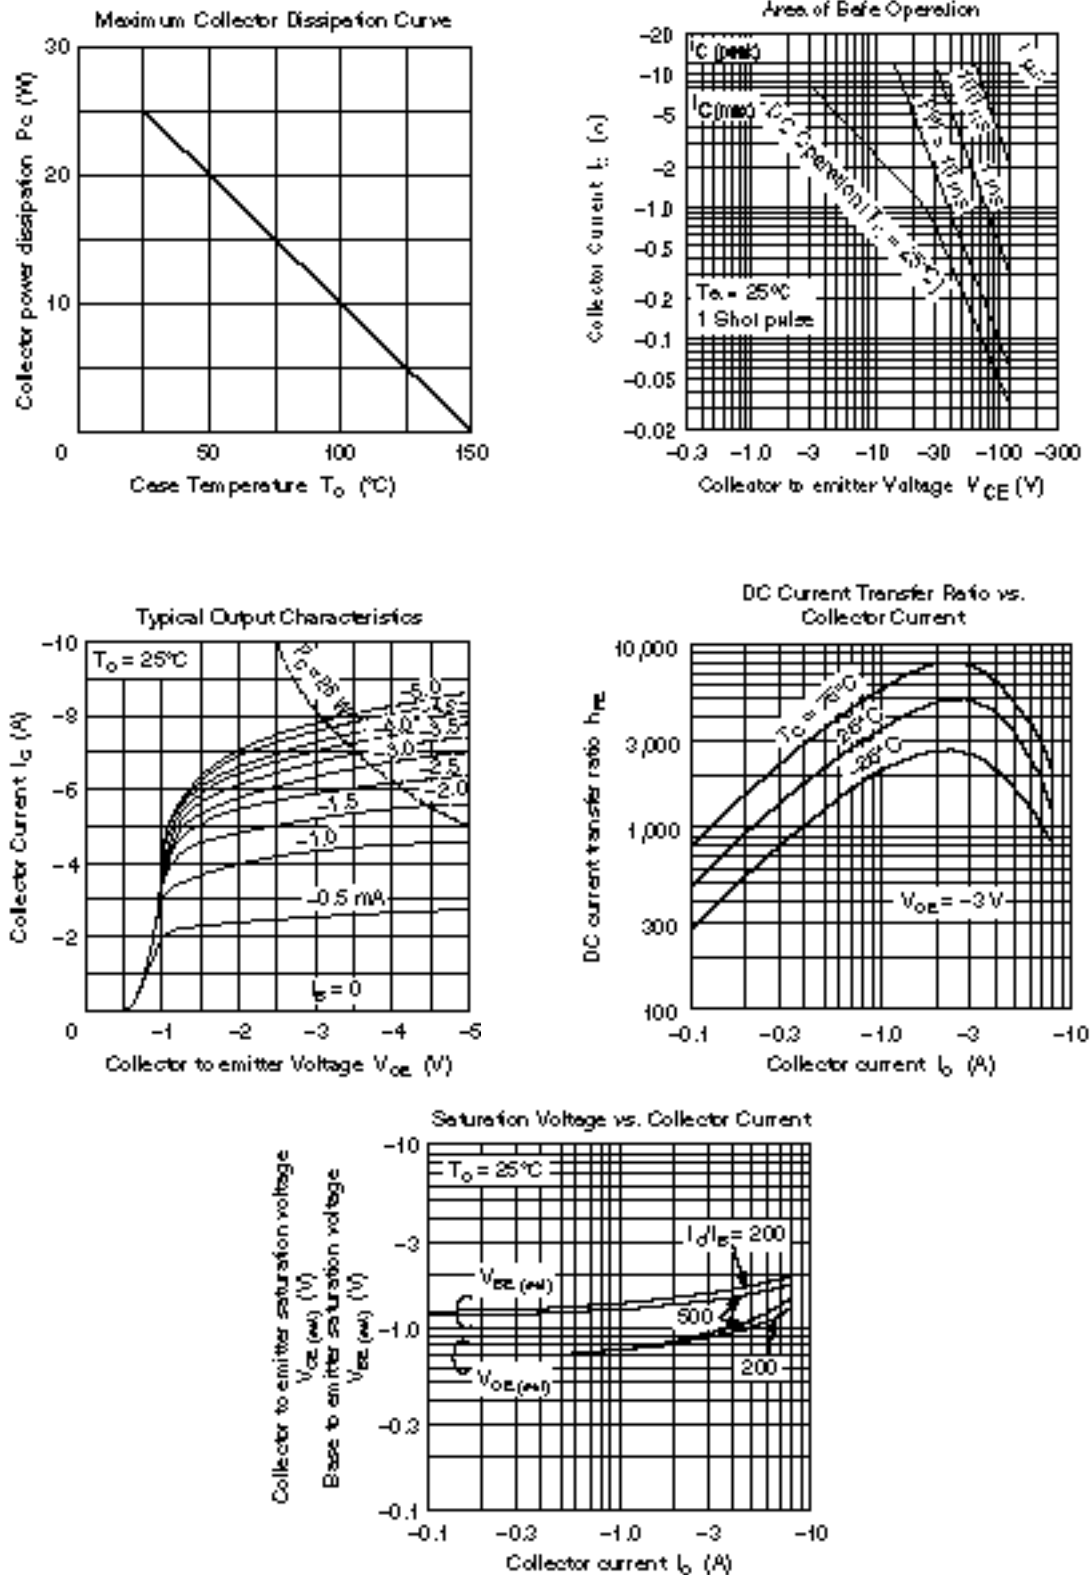 Maximum Collector Dissipation Curve
Collector power dissipation Pc (W)
30
20
10
0
50
100
150
Case Temperature Tc (°C)
Area of Safe Operation
Collector Current IC (A)
–20
–10
–5
–2
–1.0
–0.5
–0.2
–0.1
–0.05
–0.02
iC (peak)
IC (max)
DC Operation (TC = 25°C)
PW = 10 ms
1 ms
100 µs
1 µs
Ta = 25°C
1 Shot pulse
–0.3
–1.0
–3
–10
–30
–100
–300
Collector to emitter Voltage VCE (V)
Typical Output Characteristics
Collector Current IC (A)
–10
–8
–6
–4
–2
0
TC = 25°C
PC = 25 W
–5.0
–4.5
–4.0
–3.5
–3.0
–2.5
–2.0
–1.5
–1.0
–0.5 mA
IB = 0
–1
–2
–3
–4
–5
Collector to emitter Voltage VCE (V)
DC Current Transfer Ratio vs.
Collector Current
DC current transfer ratio hFE
10,000
3,000
1,000
300
100
TC = 75°C
25°C
–25°C
VCE = –3 V
–0.1
–0.3
–1.0
–3
–10
Collector current IC (A)
Saturation Voltage vs. Collector Current
Collector to emitter saturation voltage
VCE (sat) (V)
Base to emitter saturation voltage
VBE (sat) (V)
–10
–3
–1.0
–0.3
–0.1
TC = 25°C
IC/IB = 200
VBE (sat)
500
200
VCE (sat)
–0.1
–0.3
–1.0
–3
–10
Collector current IC (A)